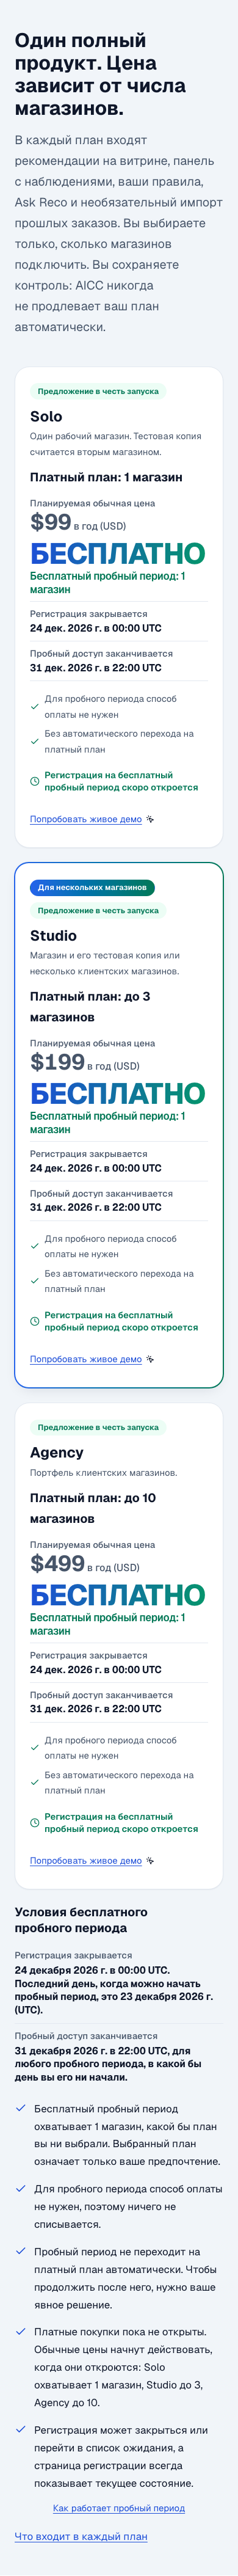 Один полный
продукт. Цена
зависит от числа
магазинов.
В каждый план входят
рекомендации на витрине, панель
с наблюдениями, ваши правила,
Ask Reco и необязательный импорт
прошлых заказов. Вы выбираете
только, сколько магазинов
подключить. Вы сохраняете
контроль: AICC никогда
не продлевает ваш план
автоматически.
Предложение в честь запуска
Solo
Один рабочий магазин. Тестовая копия
считается вторым магазином.
Платный план: 1 магазин
Планируемая обычная цена
$99 в год (USD)
БЕСПЛАТНО
Бесплатный пробный период: 1
магазин
Регистрация закрывается
24 дек. 2026 г. в 00:00 UTC
Пробный доступ заканчивается
31 дек. 2026 г. в 22:00 UTC
Для пробного периода способ
оплаты не нужен
Без автоматического перехода на
платный план
Регистрация на бесплатный
пробный период скоро откроется
Попробовать живое демо
Для нескольких магазинов
Предложение в честь запуска
Studio
Магазин и его тестовая копия или
несколько клиентских магазинов.
Платный план: до 3
магазинов
Планируемая обычная цена
$199 в год (USD)
БЕСПЛАТНО
Бесплатный пробный период: 1
магазин
Регистрация закрывается
24 дек. 2026 г. в 00:00 UTC
Пробный доступ заканчивается
31 дек. 2026 г. в 22:00 UTC
Для пробного периода способ
оплаты не нужен
Без автоматического перехода на
платный план
Регистрация на бесплатный
пробный период скоро откроется
Попробовать живое демо
Предложение в честь запуска
Agency
Портфель клиентских магазинов.
Платный план: до 10
магазинов
Планируемая обычная цена
$499 в год (USD)
БЕСПЛАТНО
Бесплатный пробный период: 1
магазин
Регистрация закрывается
24 дек. 2026 г. в 00:00 UTC
Пробный доступ заканчивается
31 дек. 2026 г. в 22:00 UTC
Для пробного периода способ
оплаты не нужен
Без автоматического перехода на
платный план
Регистрация на бесплатный
пробный период скоро откроется
Попробовать живое демо
Условия бесплатного
пробного периода
Регистрация закрывается
24 декабря 2026 г. в 00:00 UTC.
Последний день, когда можно начать
пробный период, это 23 декабря 2026 г.
(UTC).
Пробный доступ заканчивается
31 декабря 2026 г. в 22:00 UTC, для
любого пробного периода, в какой бы
день вы его ни начали.
Бесплатный пробный период
охватывает 1 магазин, какой бы план
вы ни выбрали. Выбранный план
означает только ваше предпочтение.
Для пробного периода способ оплаты
не нужен, поэтому ничего не
списывается.
Пробный период не переходит на
платный план автоматически. Чтобы
продолжить после него, нужно ваше
явное решение.
Платные покупки пока не открыты.
Обычные цены начнут действовать,
когда они откроются: Solo
охватывает 1 магазин, Studio до 3,
Agency до 10.
Регистрация может закрыться или
перейти в список ожидания, а
страница регистрации всегда
показывает текущее состояние.
Как работает пробный период
Что входит в каждый план